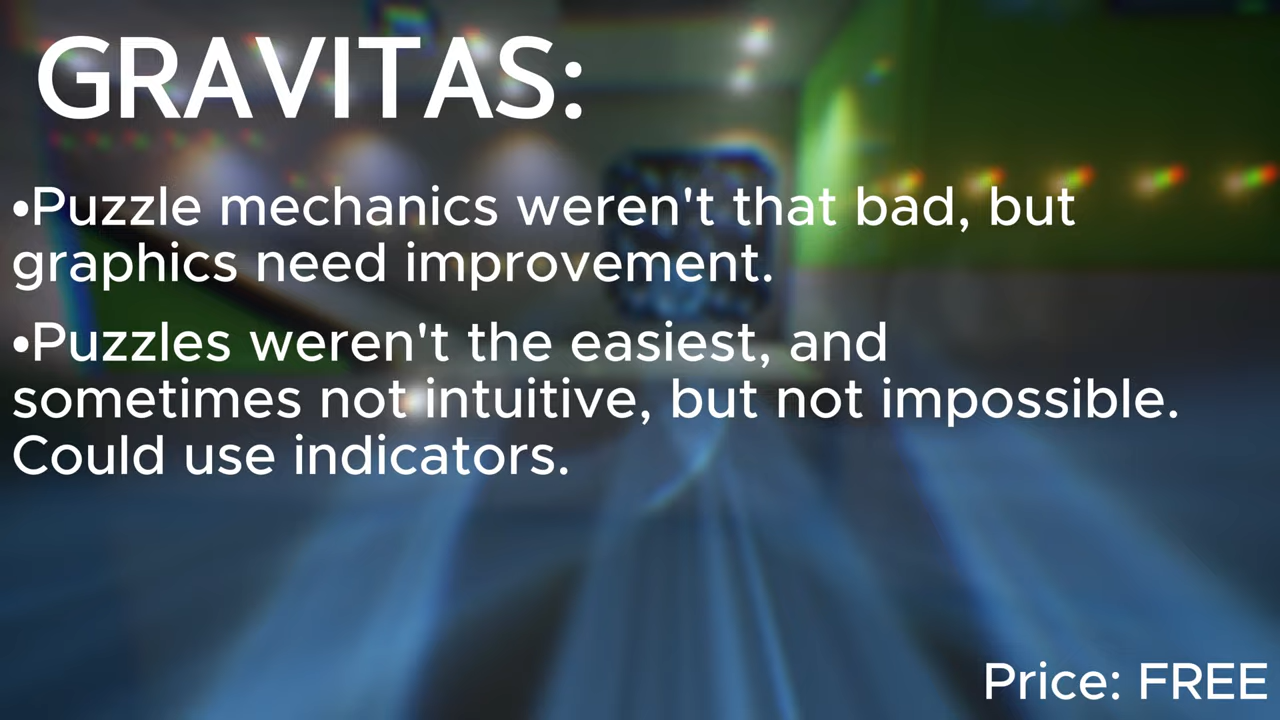 GRAVITAS:
•Puzzle mechanics weren't that bad, but
graphics need improvement.
•Puzzles weren't the easiest, and
sometimes not intuitive, but not impossible.
Could use indicators.
Price: FREE